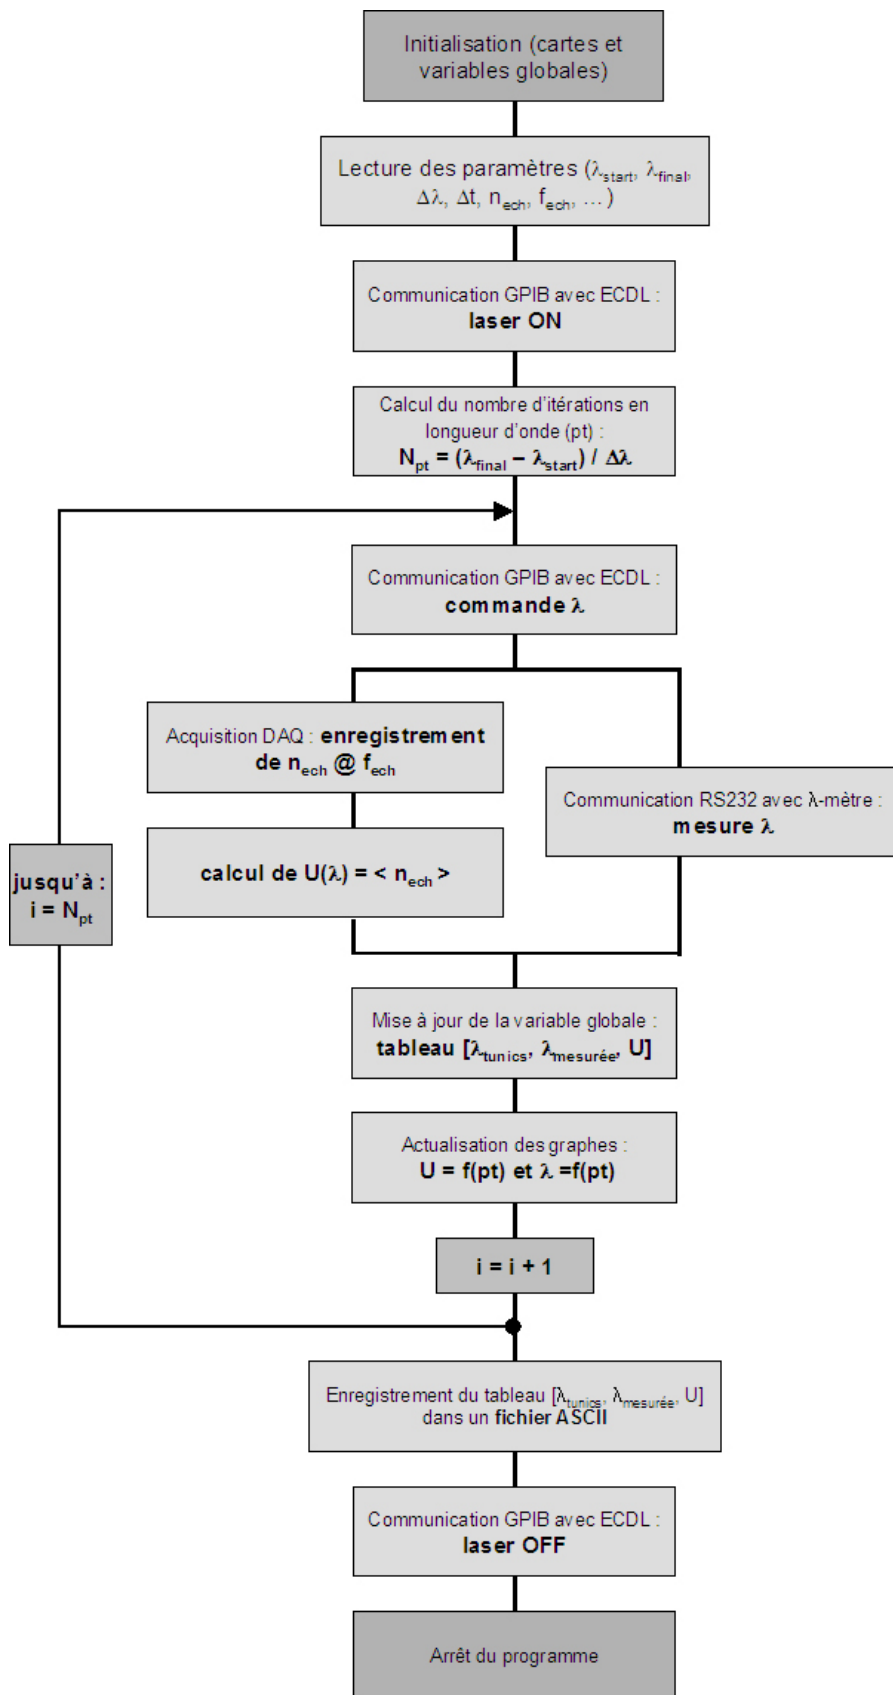 Initialisation (cartes et
variables globales)
Lecture des paramètres (λstart, λfinal,
Δλ, Δt, nech, fech, ...)
Communication GPIB avec ECDL :
laser ON
Calcul du nombre d'itérations en
longueur d'onde (pt) :
Npt = (λfinal – λstart) / Δλ
Communication GPIB avec ECDL :
commande λ
Acquisition DAQ : enregistrement
de nech @ fech
Communication RS232 avec λ-mètre :
mesure λ
calcul de U(λ) = < nech >
jusqu'à :
i = Npt
Mise à jour de la variable globale :
tableau [λtunics, λmesurée, U]
Actualisation des graphes :
U = f(pt) et λ =f(pt)
i = i + 1
Enregistrement du tableau [λtunics, λmesurée, U]
dans un fichier ASCII
Communication GPIB avec ECDL :
laser OFF
Arrêt du programme